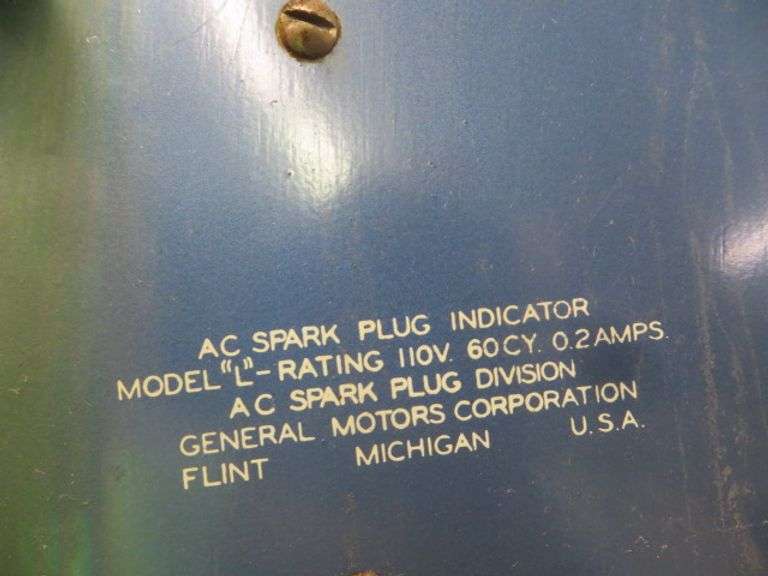 AC SPARK PLUG INDICATOR
MODEL "L"-RATING 110V. 60CY. 0.2AMPS.
AC SPARK PLUG DIVISION
GENERAL MOTORS CORPORATION
FLINT MICHIGAN U.S.A.